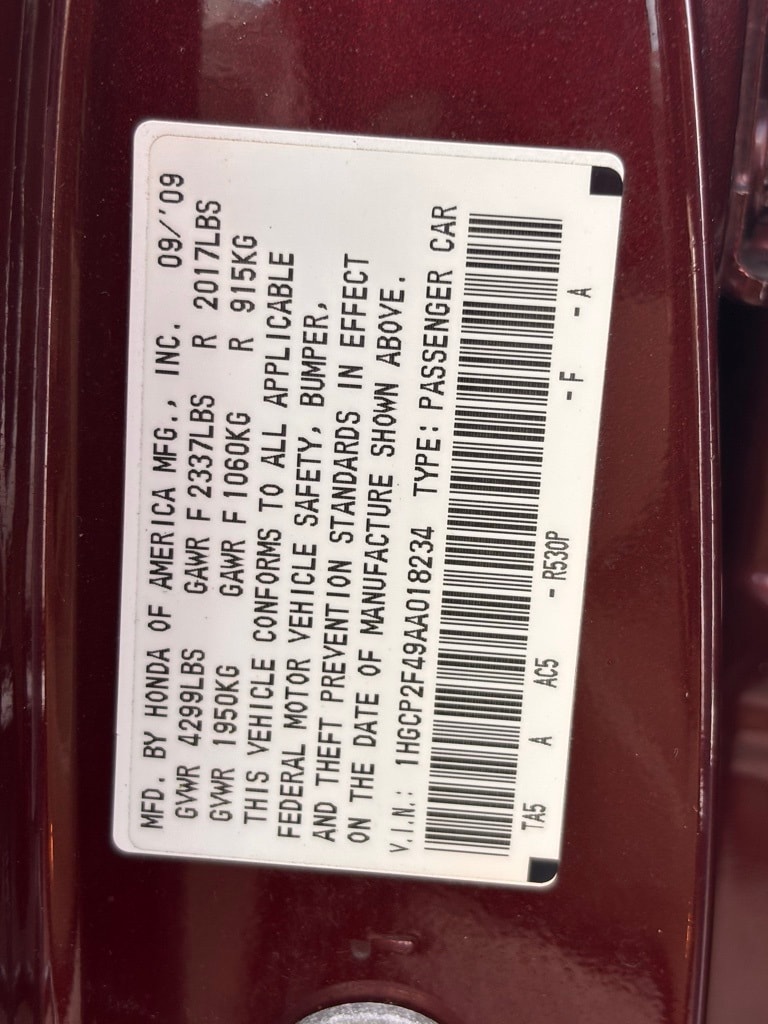 MFD. BY HONDA OF AMERICA MFG., INC. 09/'09
GVWR 4299LBS GAWR F 2337LBS R 2017LBS
GVWR 1950KG GAWR F 1060KG R 915KG
THIS VEHICLE CONFORMS TO ALL APPLICABLE
FEDERAL MOTOR VEHICLE SAFETY, BUMPER,
AND THEFT PREVENTION STANDARDS IN EFFECT
ON THE DATE OF MANUFACTURE SHOWN ABOVE.
V.I.N.: 1HGCP2F49AA018234 TYPE: PASSENGER CAR
TA5 A AC5 - R530P - F - A